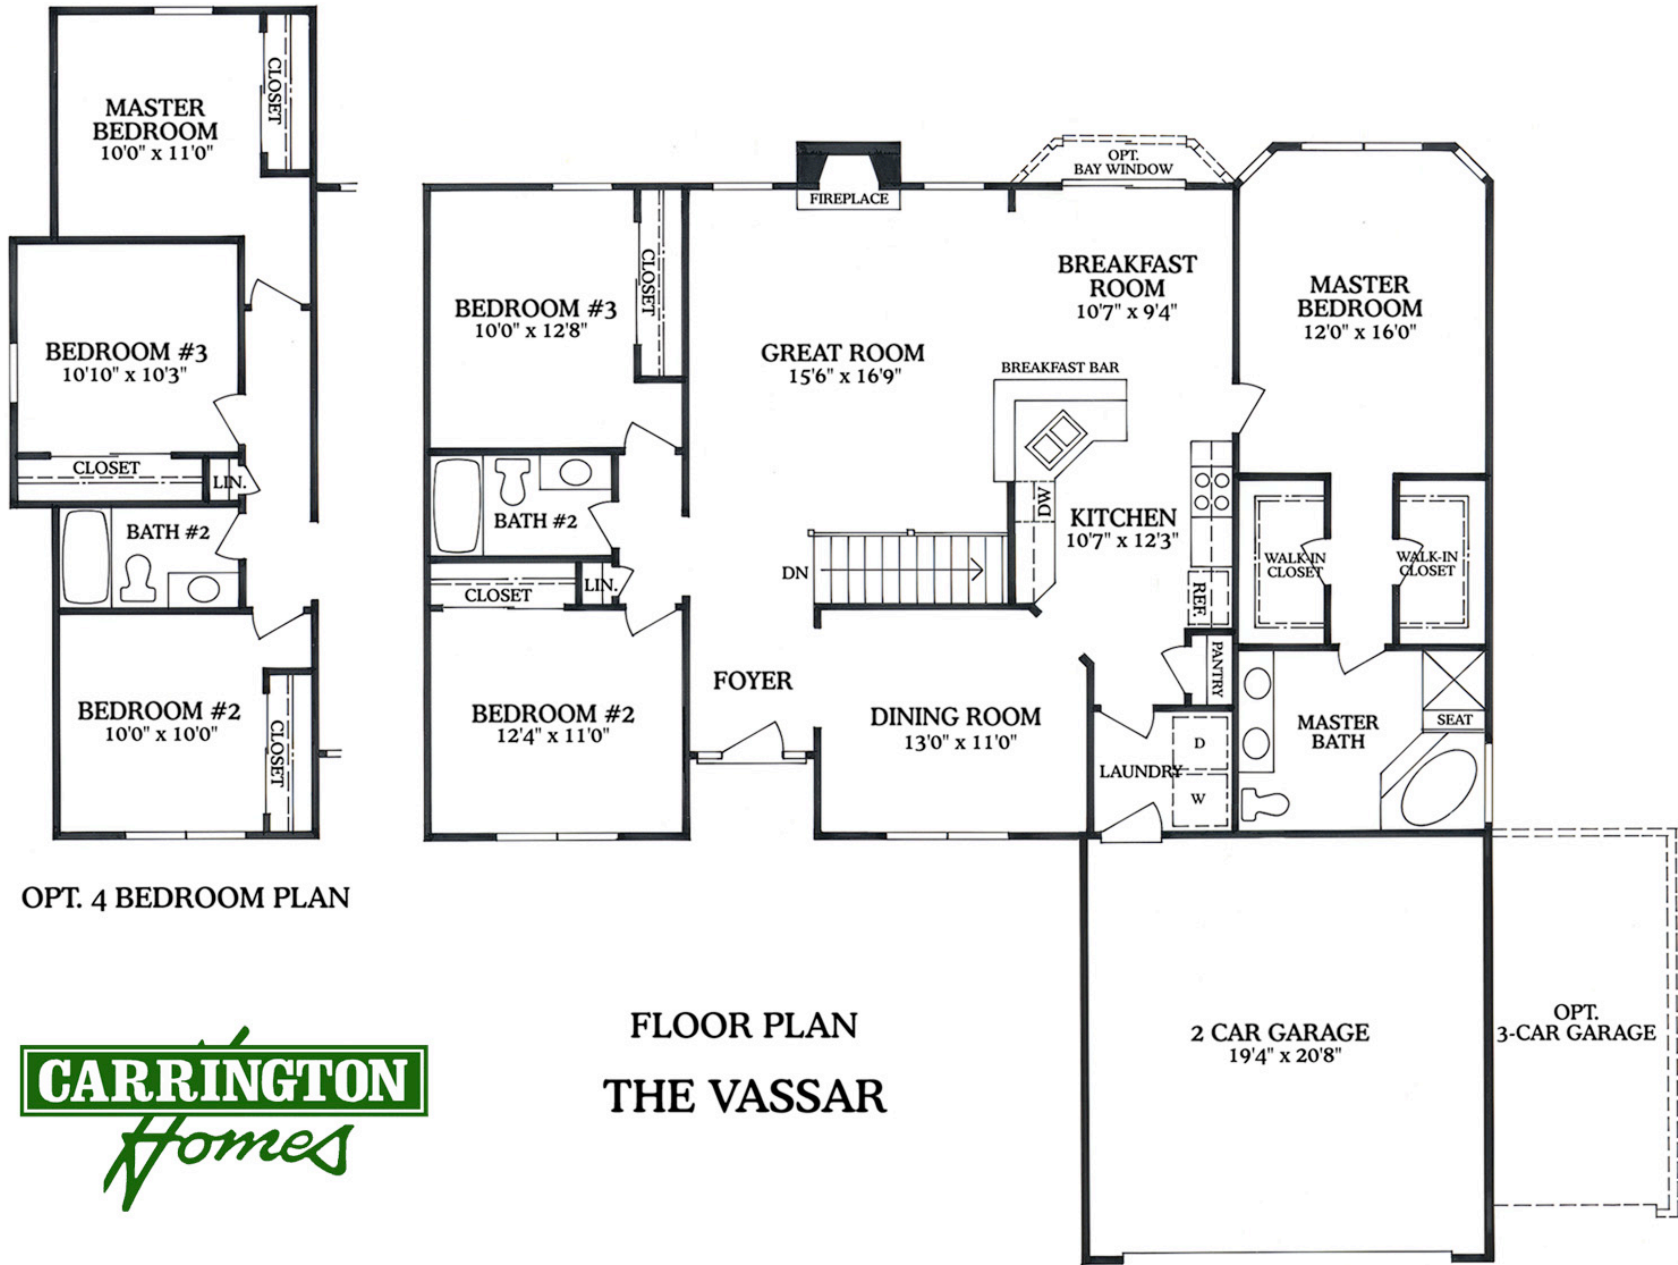 MASTER
BEDROOM
10'0" x 11'0"
CLOSET
BEDROOM #3
10'10" x 10'3"
CLOSET
LIN.
BATH #2
BEDROOM #2
10'0" x 10'0"
CLOSET
OPT. 4 BEDROOM PLAN
BEDROOM #3
10'0" x 12'8"
CLOSET
BATH #2
CLOSET
LIN.
BEDROOM #2
12'4" x 11'0"
FIREPLACE
GREAT ROOM
15'6" x 16'9"
DN
FOYER
DINING ROOM
13'0" x 11'0"
OPT.
BAY WINDOW
BREAKFAST
ROOM
10'7" x 9'4"
BREAKFAST BAR
DW
KITCHEN
10'7" x 12'3"
REF.
PANTRY
LAUNDRY
D
W
MASTER
BEDROOM
12'0" x 16'0"
WALK-IN
CLOSET
WALK-IN
CLOSET
MASTER
BATH
SEAT
2 CAR GARAGE
19'4" x 20'8"
OPT.
3-CAR GARAGE
FLOOR PLAN
THE VASSAR
CARRINGTON
Homes